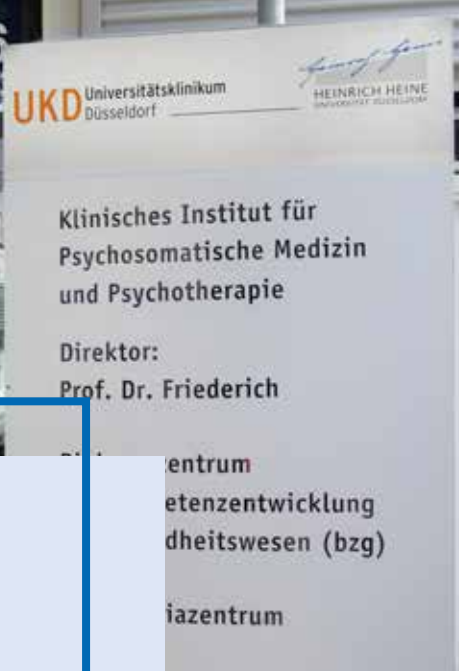 UKD Universitätsklinikum
Düsseldorf
HEINRICH HEINE
Klinisches Institut für
Psychosomatische Medizin
und Psychotherapie
Direktor:
Prof. Dr. Friederich
entrum
etenzentwicklung
dheitswesen (bzg)
iazentrum